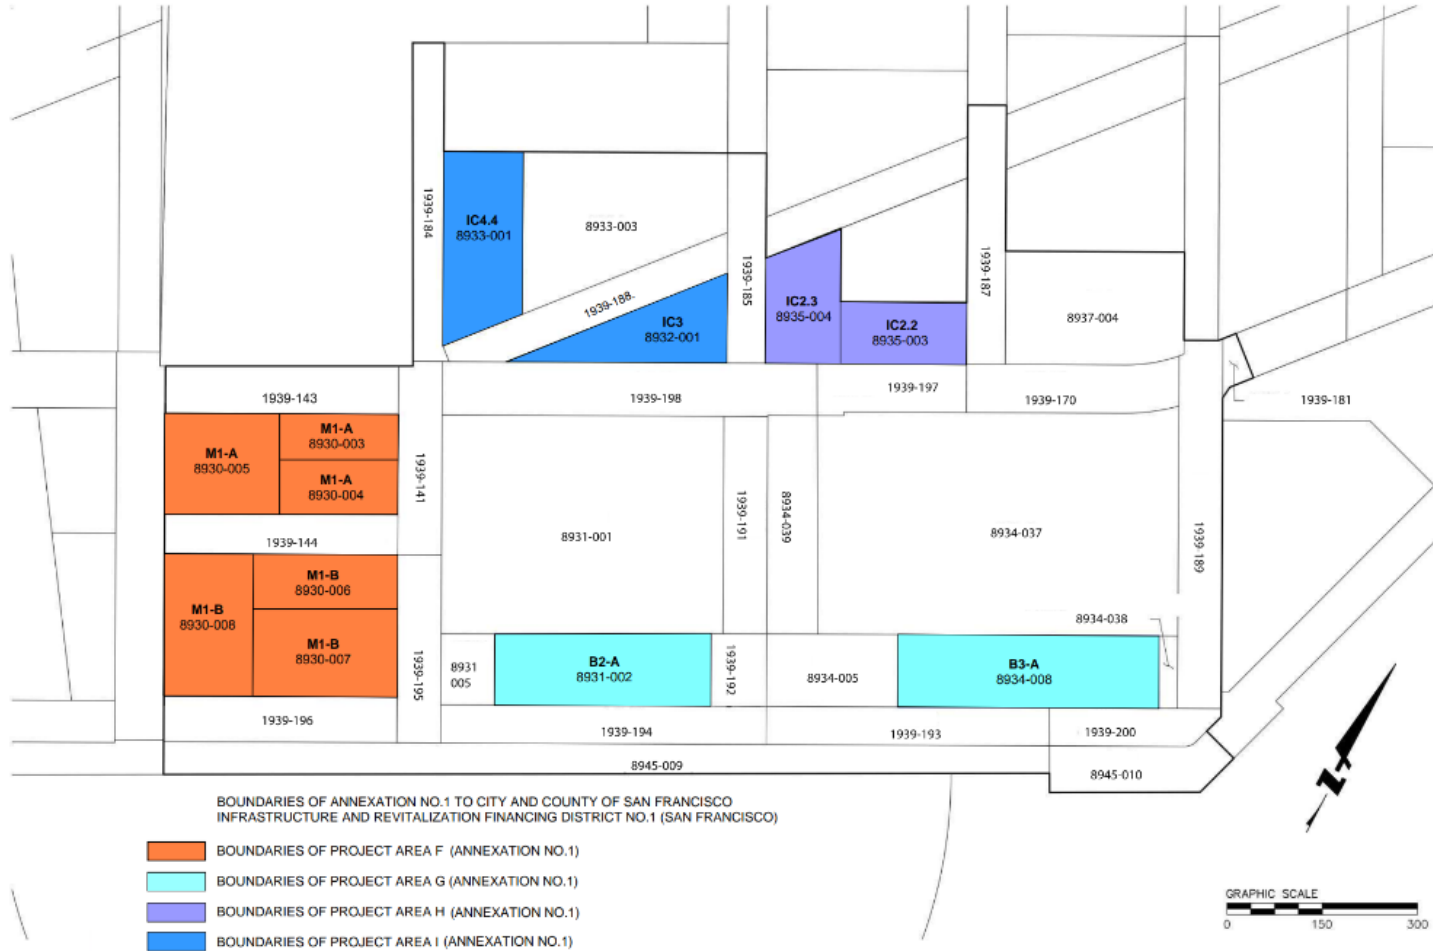 1939-184
IC4.4
8933-001
8933-003
1939-188.
IC3
8932-001
1939-185
IC2.3
8935-004
IC2.2
8935-003
1939-187
8937-004
1939-143
1939-198
1939-197
1939-170
1939-181
M1-A
8930-005
M1-A
8930-003
M1-A
8930-004
1939-141
1939-144
8931-001
1939-191
8934-039
8934-037
1939-189
M1-B
8930-008
M1-B
8930-006
M1-B
8930-007
1939-195
8931
005
B2-A
8931-002
1939-192
8934-005
B3-A
8934-008
8934-038
1939-196
1939-194
1939-193
1939-200
8945-009
8945-010
Z
BOUNDARIES OF ANNEXATION NO.1 TO CITY AND COUNTY OF SAN FRANCISCO
INFRASTRUCTURE AND REVITALIZATION FINANCING DISTRICT NO.1 (SAN FRANCISCO)
BOUNDARIES OF PROJECT AREA F (ANNEXATION NO.1)
BOUNDARIES OF PROJECT AREA G (ANNEXATION NO.1)
BOUNDARIES OF PROJECT AREA H (ANNEXATION NO.1)
BOUNDARIES OF PROJECT AREA I (ANNEXATION NO.1)
GRAPHIC SCALE
0 150 300